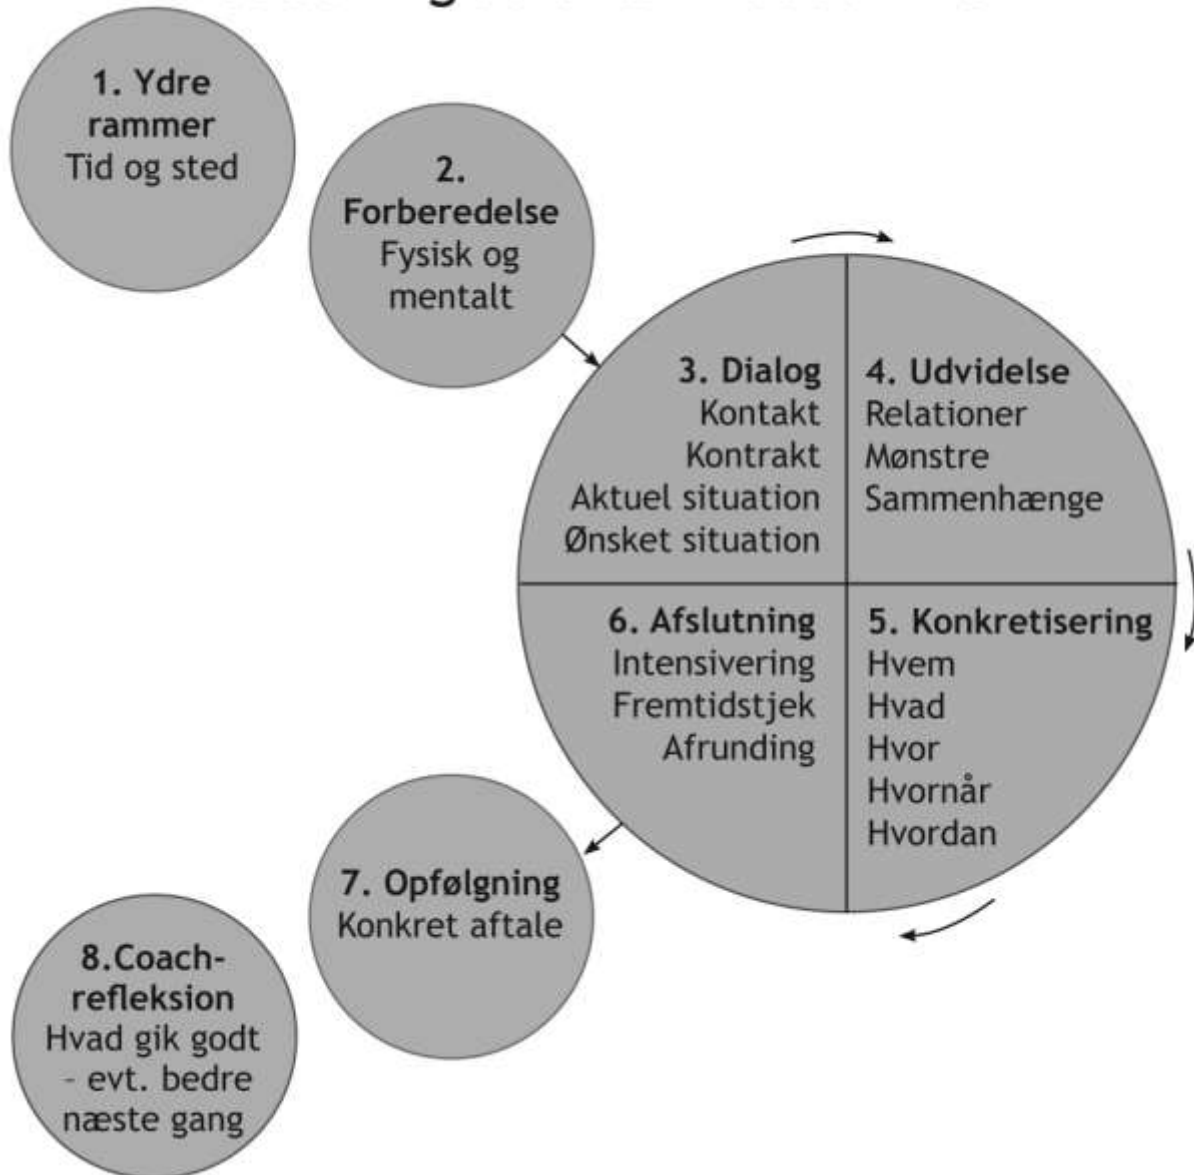 1. Ydre
rammer
Tid og sted
2.
Forberedelse
Fysisk og
mentalt
3. Dialog
Kontakt
Kontrakt
Aktuel situation
Ønsket situation
4. Udvidelse
Relationer
Mønstre
Sammenhænge
5. Konkretisering
Hvem
Hvad
Hvor
Hvornår
Hvordan
6. Afslutning
Intensivering
Fremtidstjek
Afrunding
7. Opfølgning
Konkret aftale
8.Coach-
refleksion
Hvad gik godt
– evt. bedre
næste gang